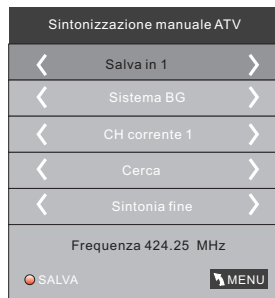 Sintonizzazione manuale ATV
Salva in 1
Sistema BG
CH corrente 1
Cerca
Sintonia fine
Frequenza 424.25 MHz
SALVA MENU